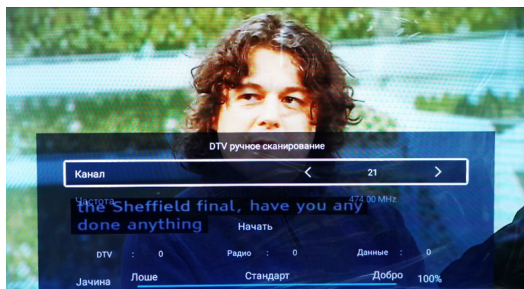 DTV ручное сканирование
Канал < 21 >
Частота 474.00 MHz
the Sheffield final, have you any
done anything
Начать
DTV : 0 Радио : 0 Данные : 0
Јачина Лоше Стандарт Добро 100%